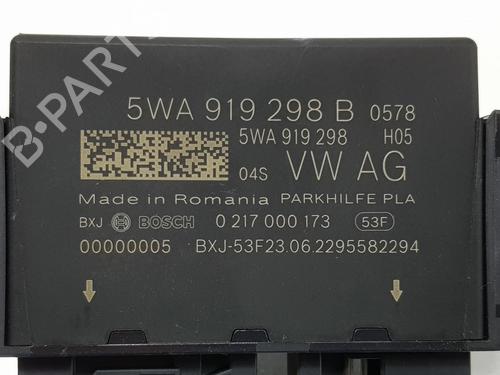 5WA 919 298 B 0578
5WA 919 298 H05
04S VW AG
Made in Romania PARKHILFE PLA
BXJ BOSCH 0 217 000 173 53F
00000005 BXJ-53F23.06.2295582294
B-PARTS